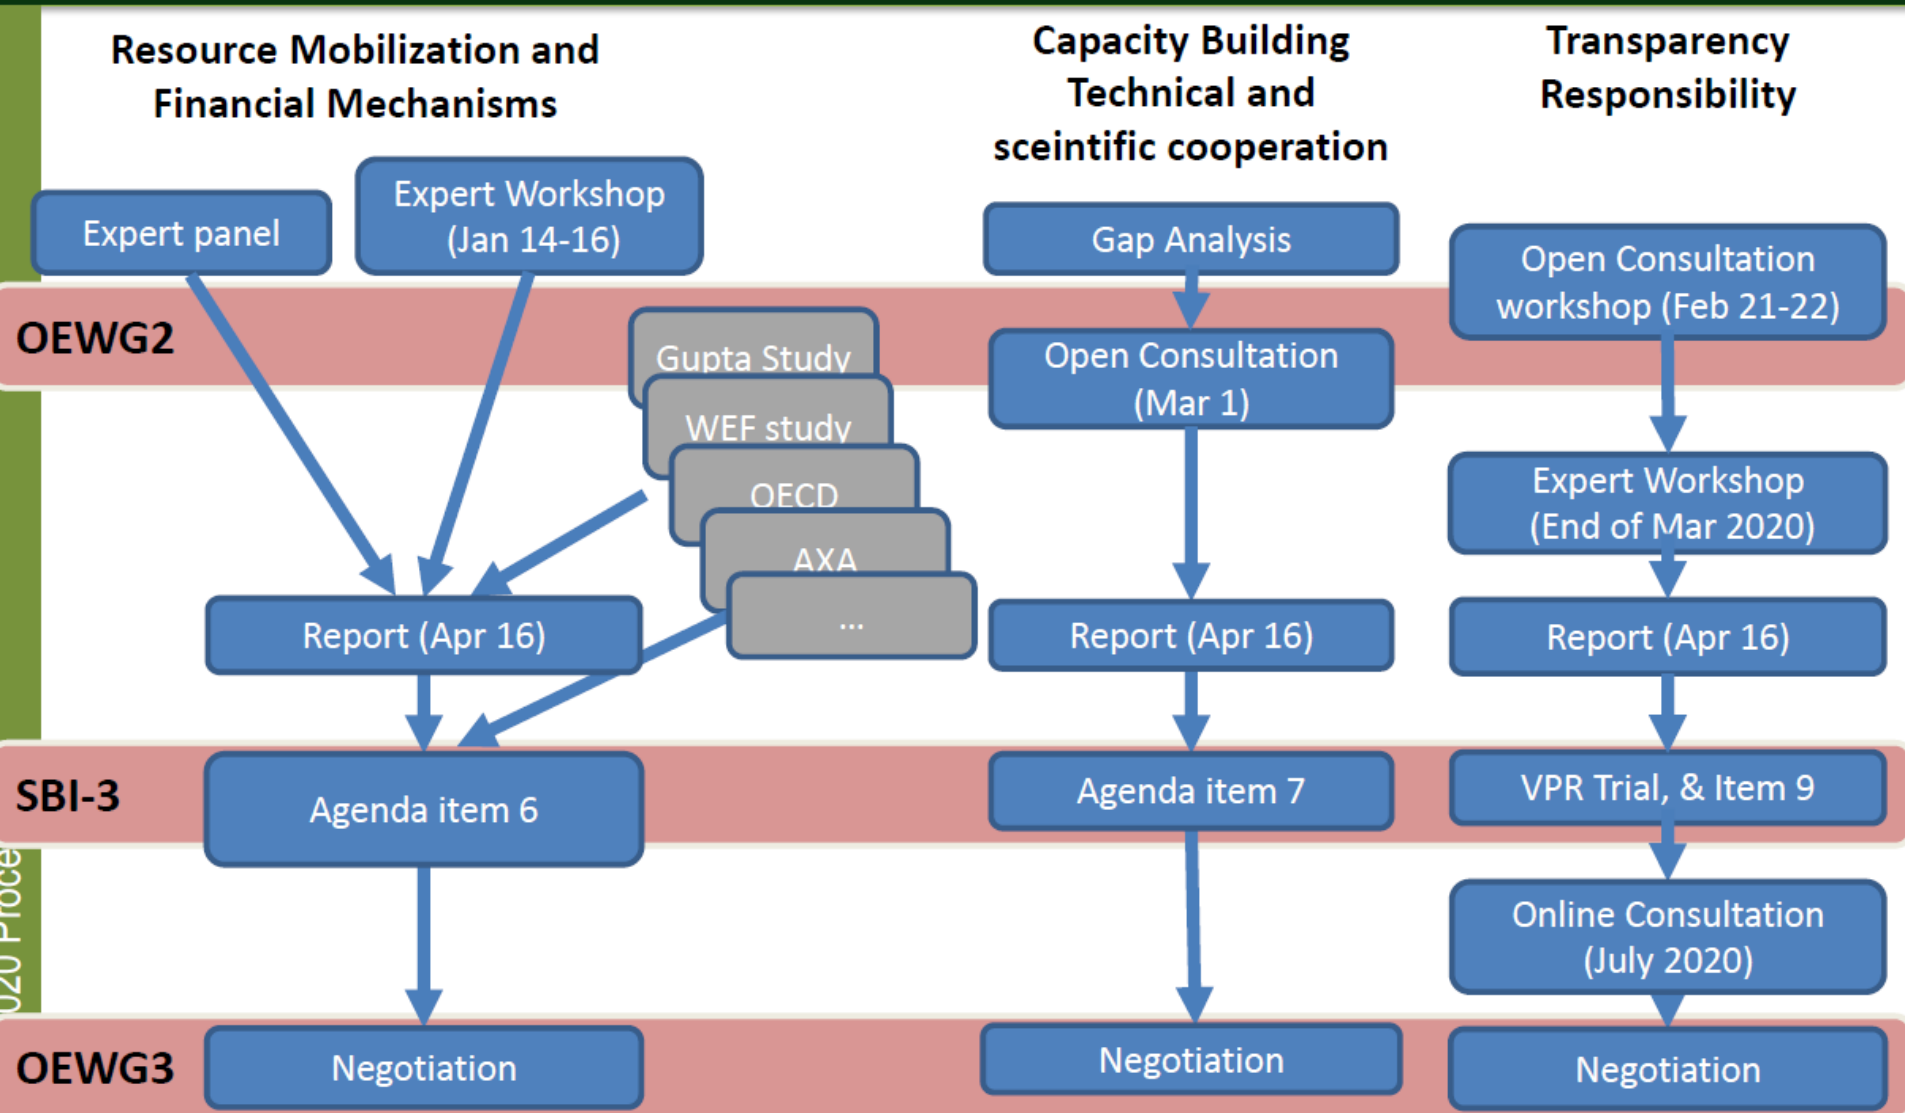 Resource Mobilization and
Financial Mechanisms
Capacity Building
Technical and
sceintific cooperation
Transparency
Responsibility
Expert panel
Expert Workshop
(Jan 14-16)
Gap Analysis
Open Consultation
workshop (Feb 21-22)
OEWG2
Gupta Study
WEF study
OECD
AXA
...
Open Consultation
(Mar 1)
Expert Workshop
(End of Mar 2020)
Report (Apr 16)
Report (Apr 16)
Report (Apr 16)
SBI-3
Agenda item 6
Agenda item 7
VPR Trial, & Item 9
Online Consultation
(July 2020)
OEWG3
Negotiation
Negotiation
Negotiation